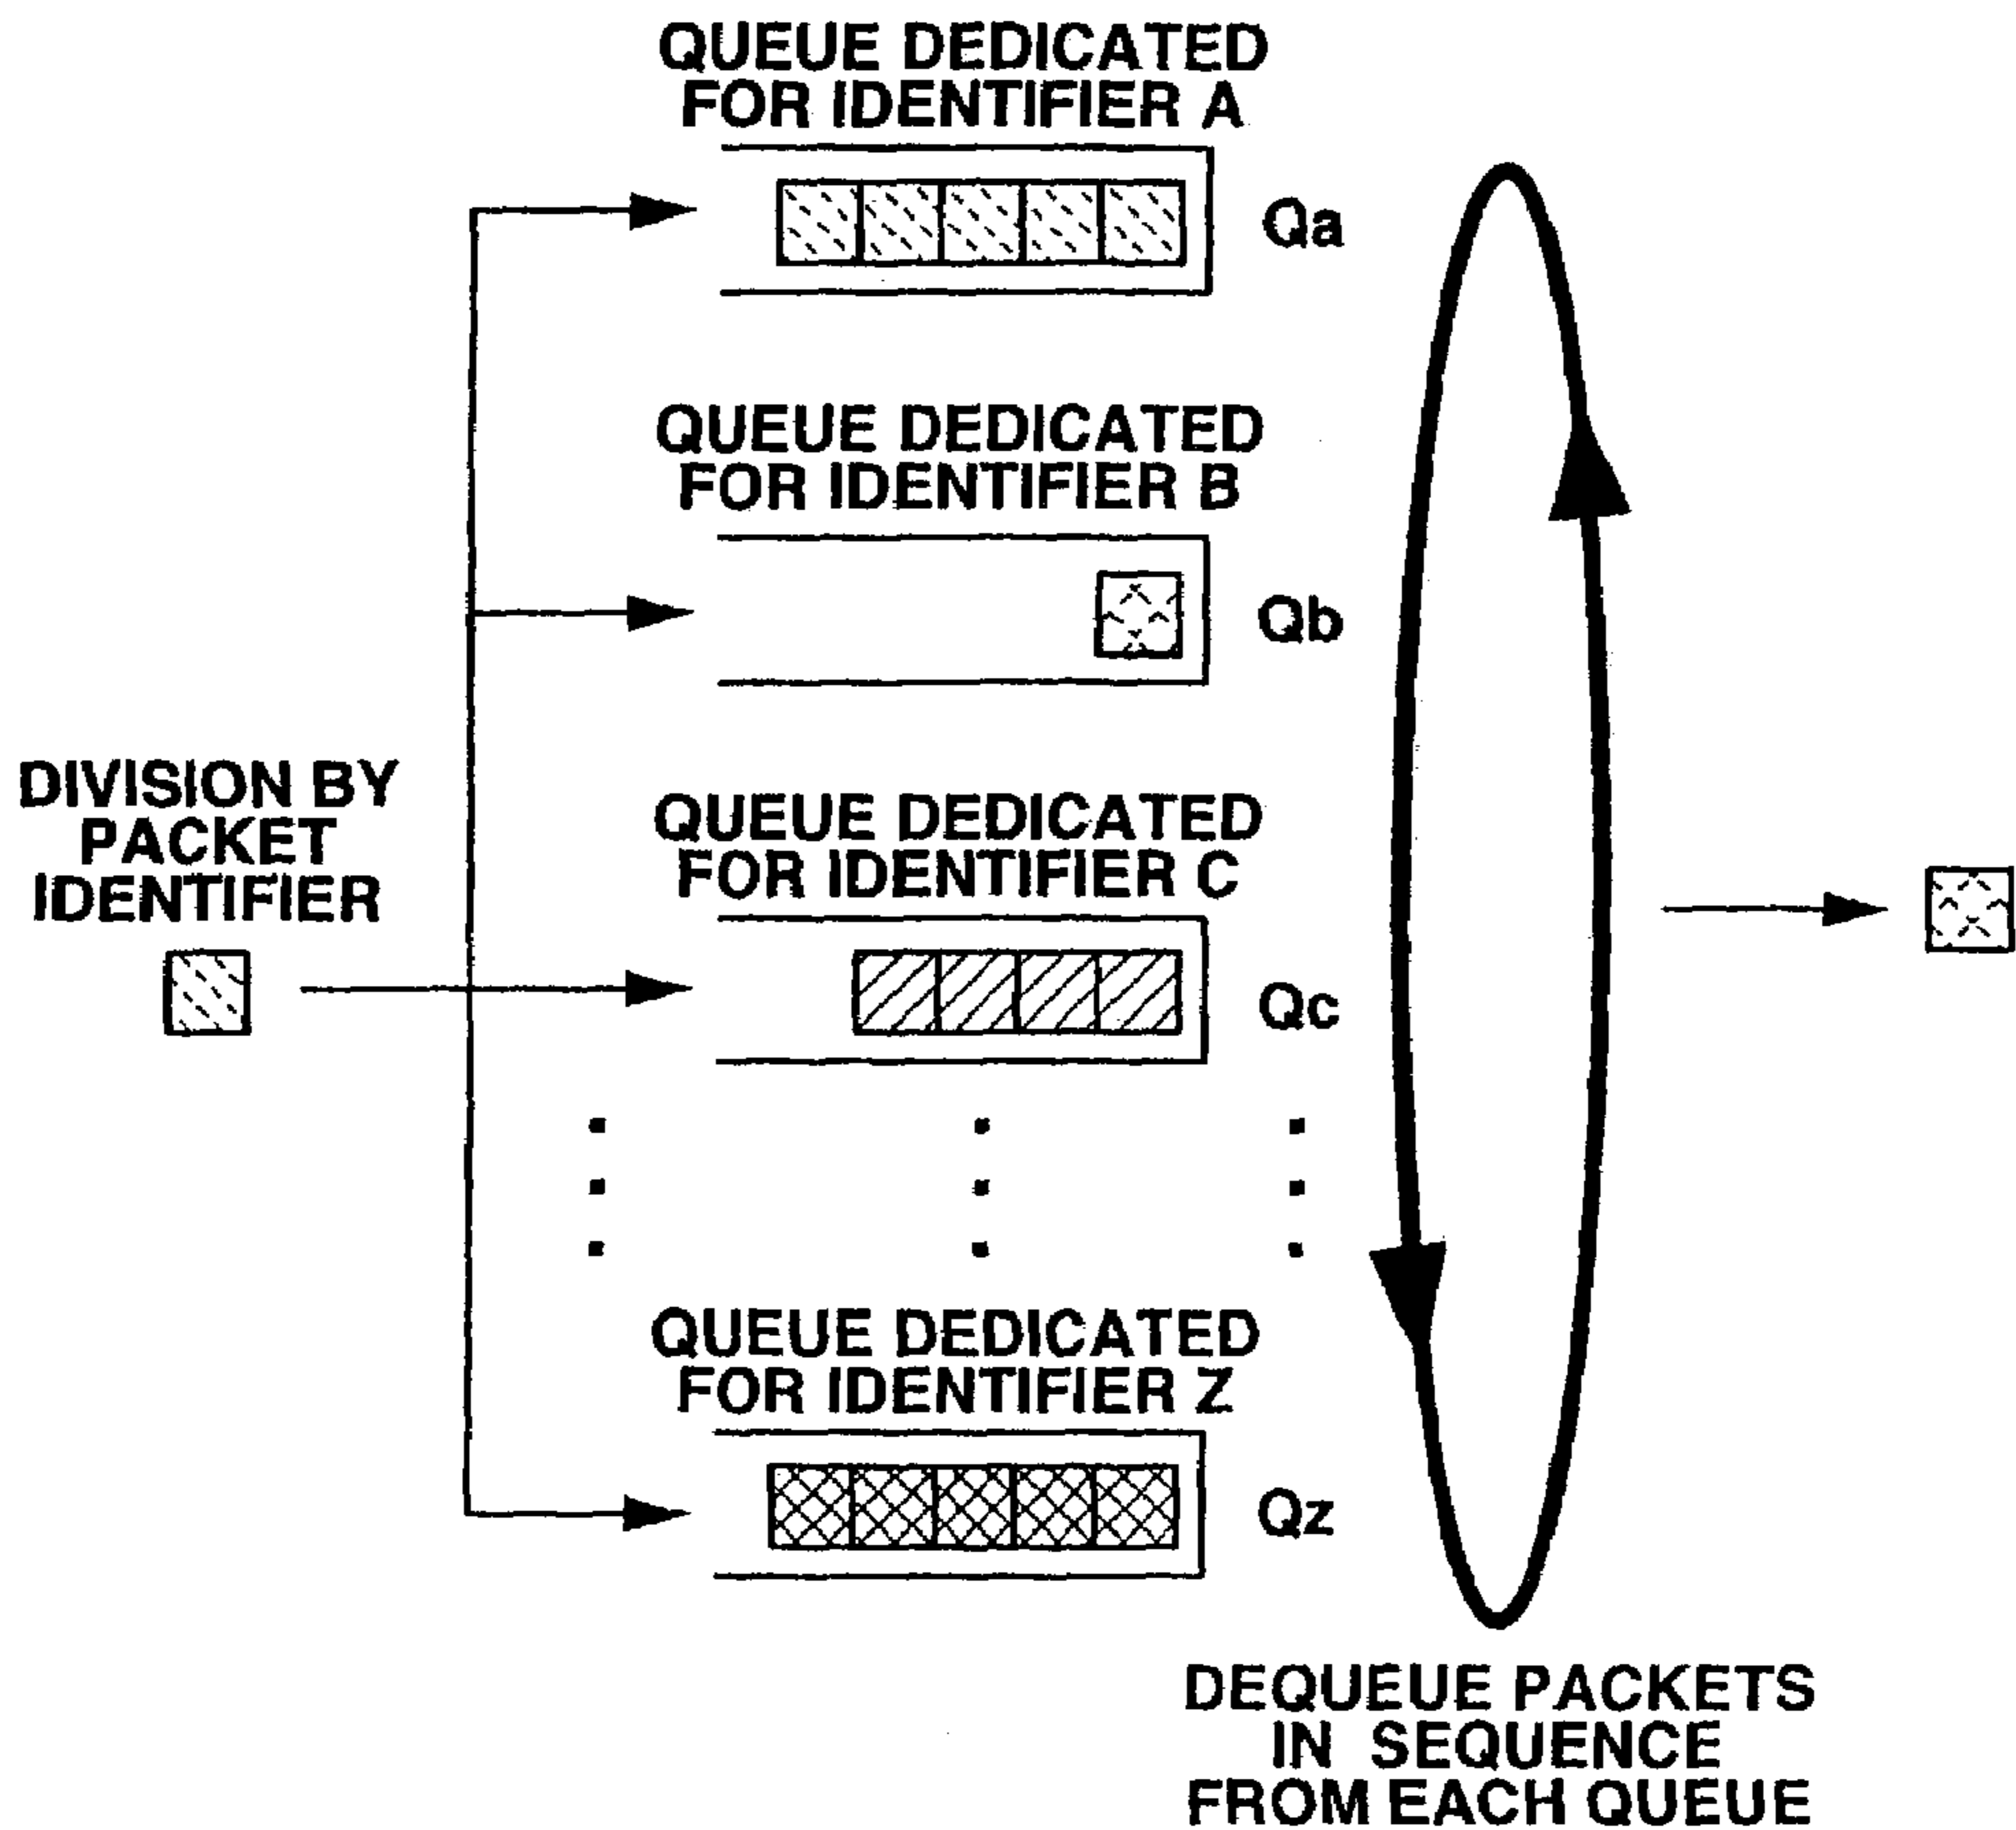 QUEUE DEDICATED
FOR IDENTIFIER A
Qa
QUEUE DEDICATED
FOR IDENTIFIER B
Qb
DIVISION BY
PACKET
IDENTIFIER
QUEUE DEDICATED
FOR IDENTIFIER C
Qc
QUEUE DEDICATED
FOR IDENTIFIER Z
Qz
DEQUEUE PACKETS
IN SEQUENCE
FROM EACH QUEUE